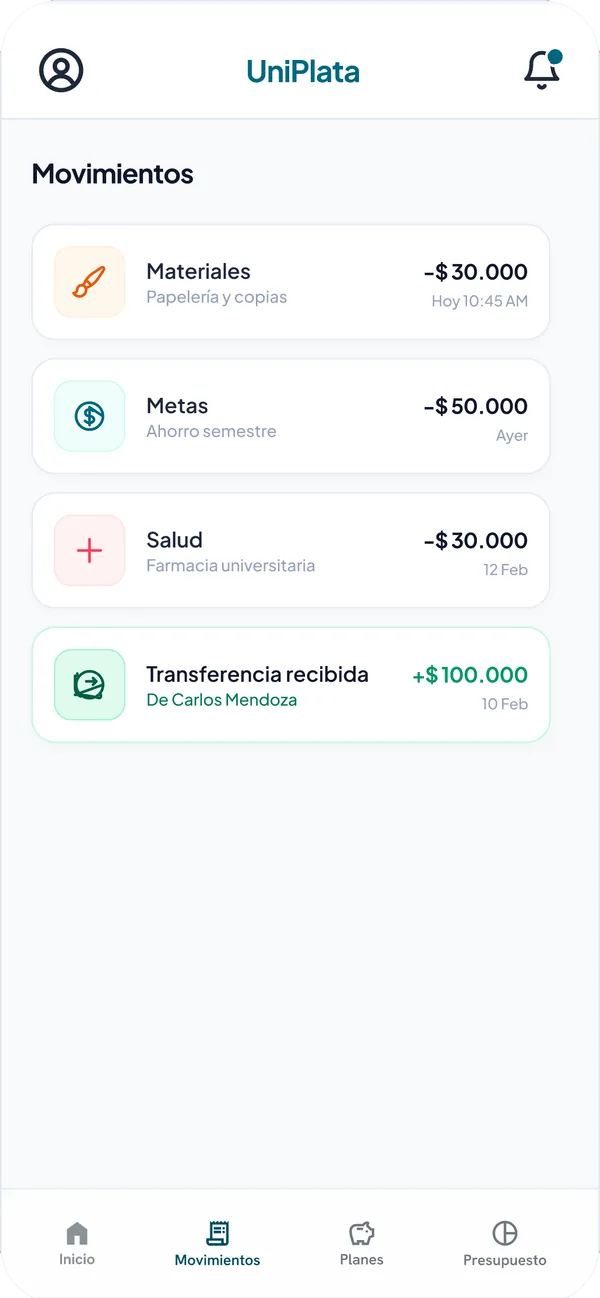 UniPlata
Movimientos
Materiales
-$30.000
Papelería y copias
Hoy 10:45 AM
Metas
-$50.000
Ahorro semestre
Ayer
Salud
-$30.000
Farmacia universitaria
12 Feb
Transferencia recibida
+$100.000
De Carlos Mendoza
10 Feb
Inicio
Movimientos
Planes
Presupuesto